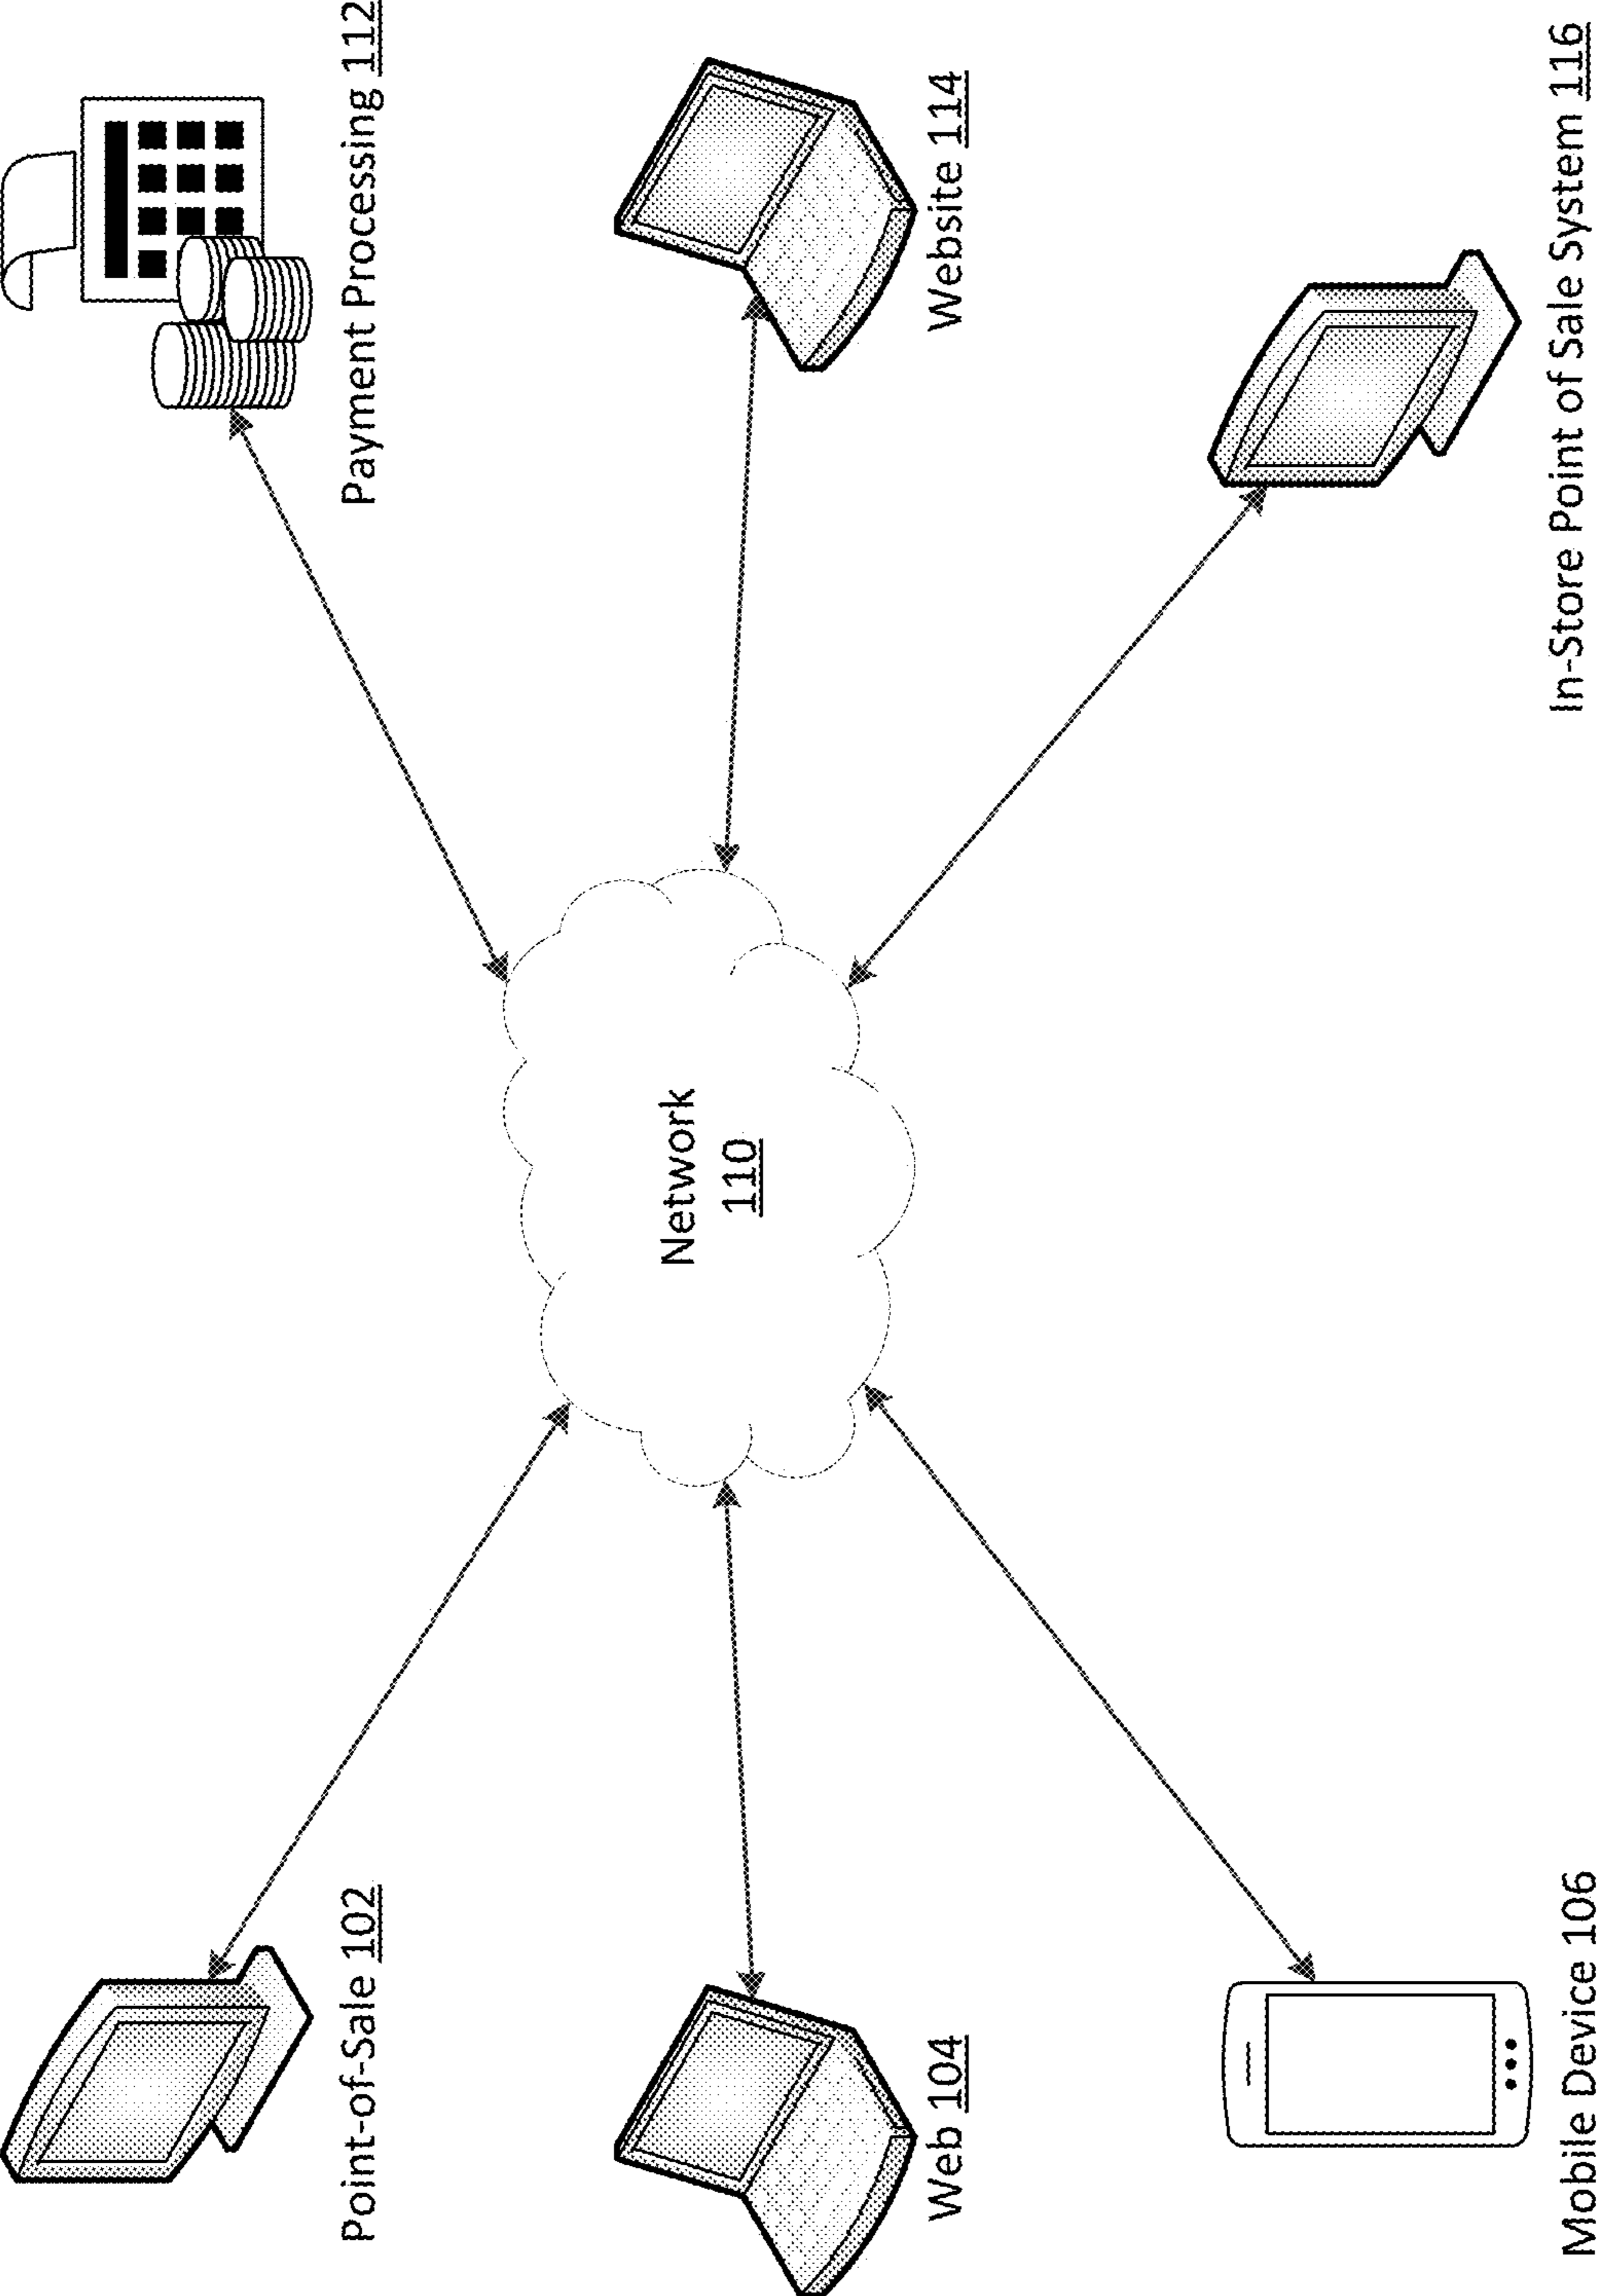 Point-of-Sale 102
Payment Processing 112
Web 104
Network
110
Website 114
Mobile Device 106
In-Store Point of Sale System 116